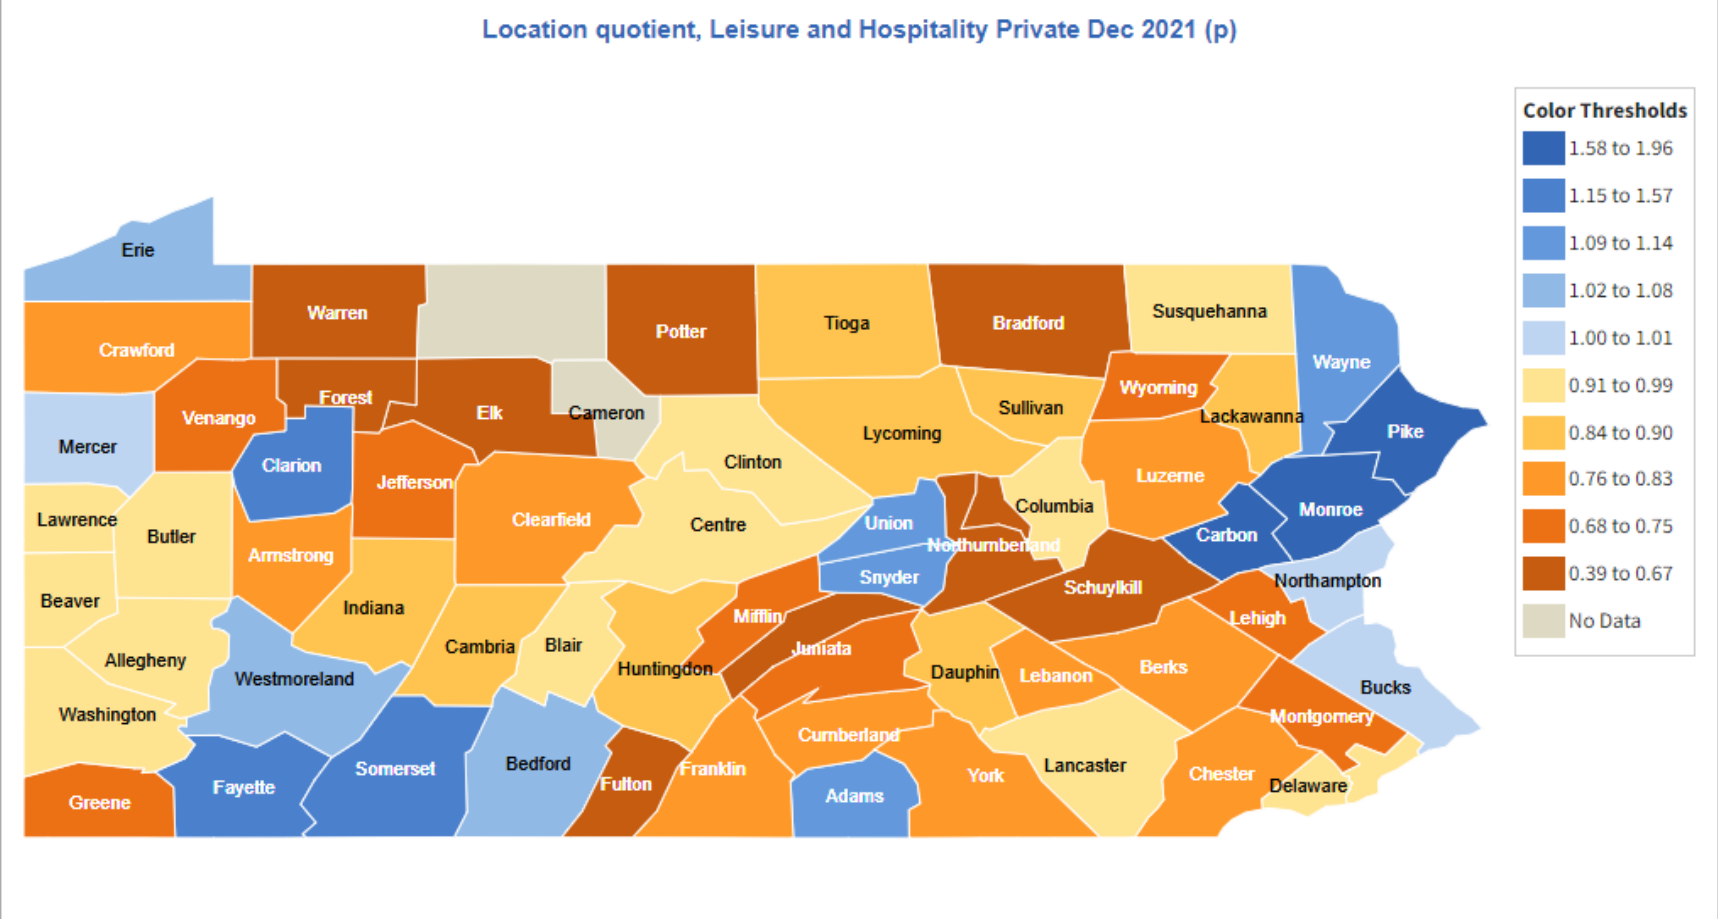 Location quotient, Leisure and Hospitality Private Dec 2021 (p)
Color Thresholds
1.58 to 1.96
1.15 to 1.57
1.09 to 1.14
1.02 to 1.08
1.00 to 1.01
0.91 to 0.99
0.84 to 0.90
0.76 to 0.83
0.68 to 0.75
0.39 to 0.67
No Data
Erie
Warren
Potter
Tioga
Bradford
Susquehanna
Wayne
Crawford
Forest
Elk
Cameron
Sullivan
Wyoming
Lackawanna
Pike
Venango
Mercer
Clarion
Jefferson
Clinton
Lycoming
Luzerne
Monroe
Lawrence
Butler
Armstrong
Clearfield
Centre
Union
Columbia
Carbon
Northumberland
Beaver
Indiana
Snyder
Schuylkill
Northampton
Allegheny
Cambria
Blair
Mifflin
Lehigh
Westmoreland
Huntingdon
Juniata
Dauphin
Lebanon
Berks
Bucks
Washington
Cumberland
Montgomery
Greene
Fayette
Somerset
Bedford
Fulton
Franklin
Adams
York
Lancaster
Chester
Delaware